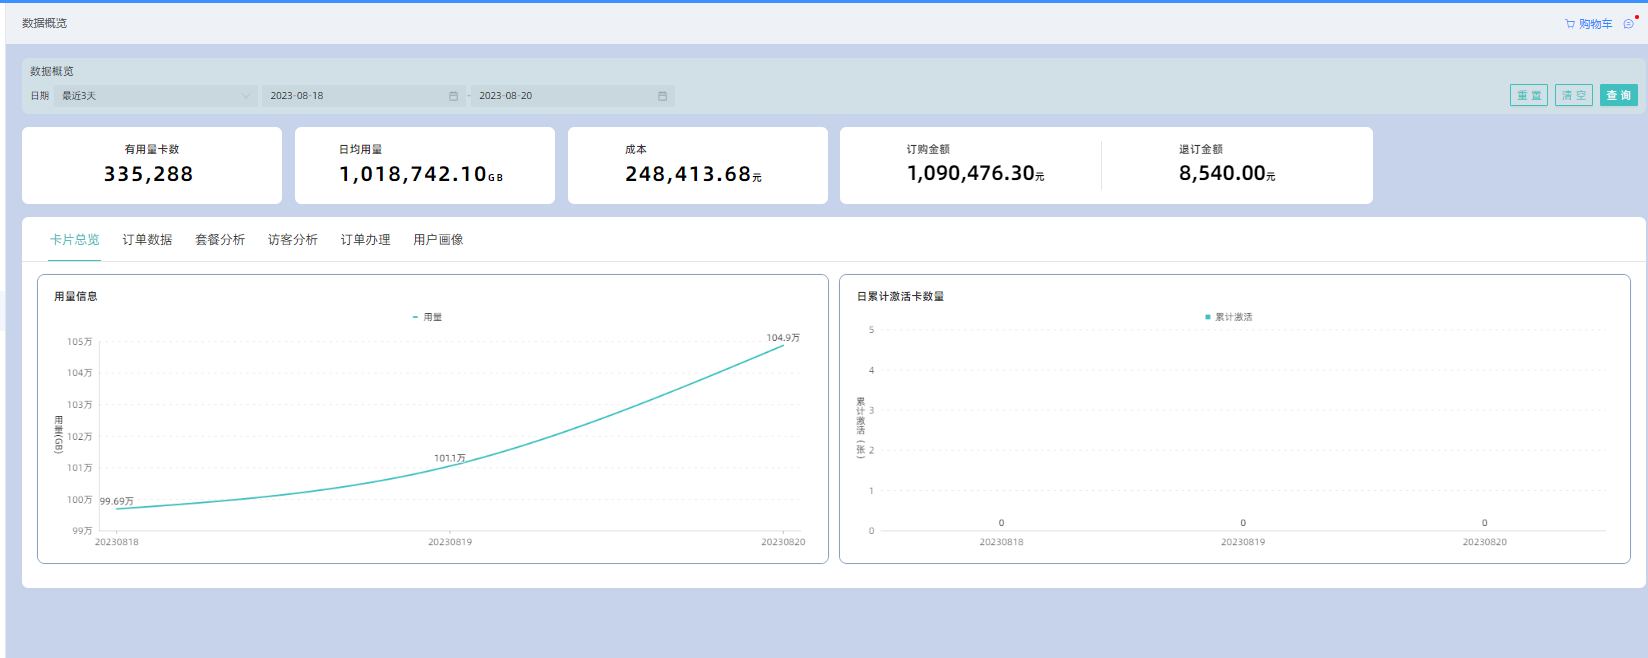 数据概览
购物车
数据概览
日期 最近3天 2023-08-18 - 2023-08-20
重置 清空 查询
有用量卡数
335,288
日均用量
1,018,742.10GB
成本
248,413.68元
订购金额
1,090,476.30元
退订金额
8,540.00元
卡片总览 订单数据 套餐分析 访客分析 订单办理 用户画像
用量信息
用量
用量(GB)
105万
104万
103万
102万
101万
100万
99万
99.69万
101.1万
104.9万
20230818 20230819 20230820
日累计激活卡数量
累计激活
累计激活（张）
5
4
3
2
1
0
0 0 0
20230818 20230819 20230820